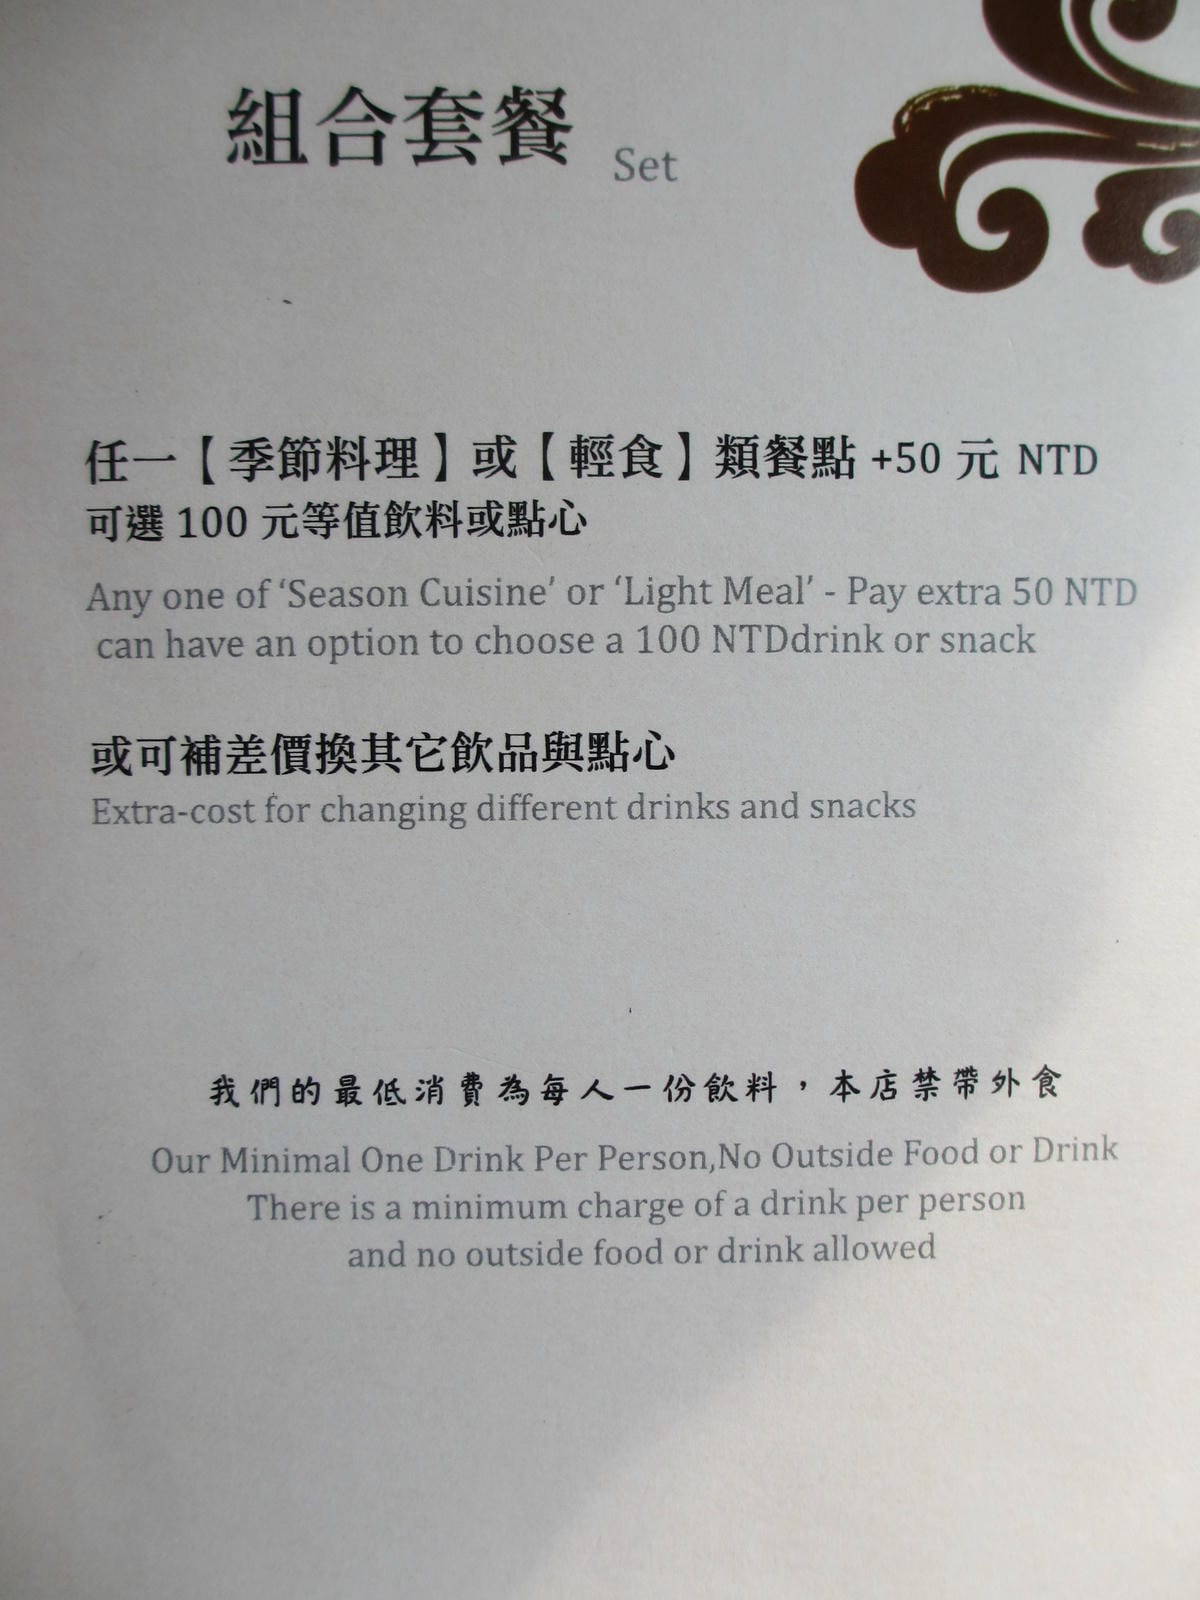 組合套餐 Set
任一【季節料理】或【輕食】類餐點 +50 元 NTD
可選 100 元等值飲料或點心
Any one of ‘Season Cuisine’ or ‘Light Meal’ - Pay extra 50 NTD
can have an option to choose a 100 NTDdrink or snack
或可補差價換其它飲品與點心
Extra-cost for changing different drinks and snacks
我們的最低消費為每人一份飲料，本店禁帶外食
Our Minimal One Drink Per Person,No Outside Food or Drink
There is a minimum charge of a drink per person
and no outside food or drink allowed